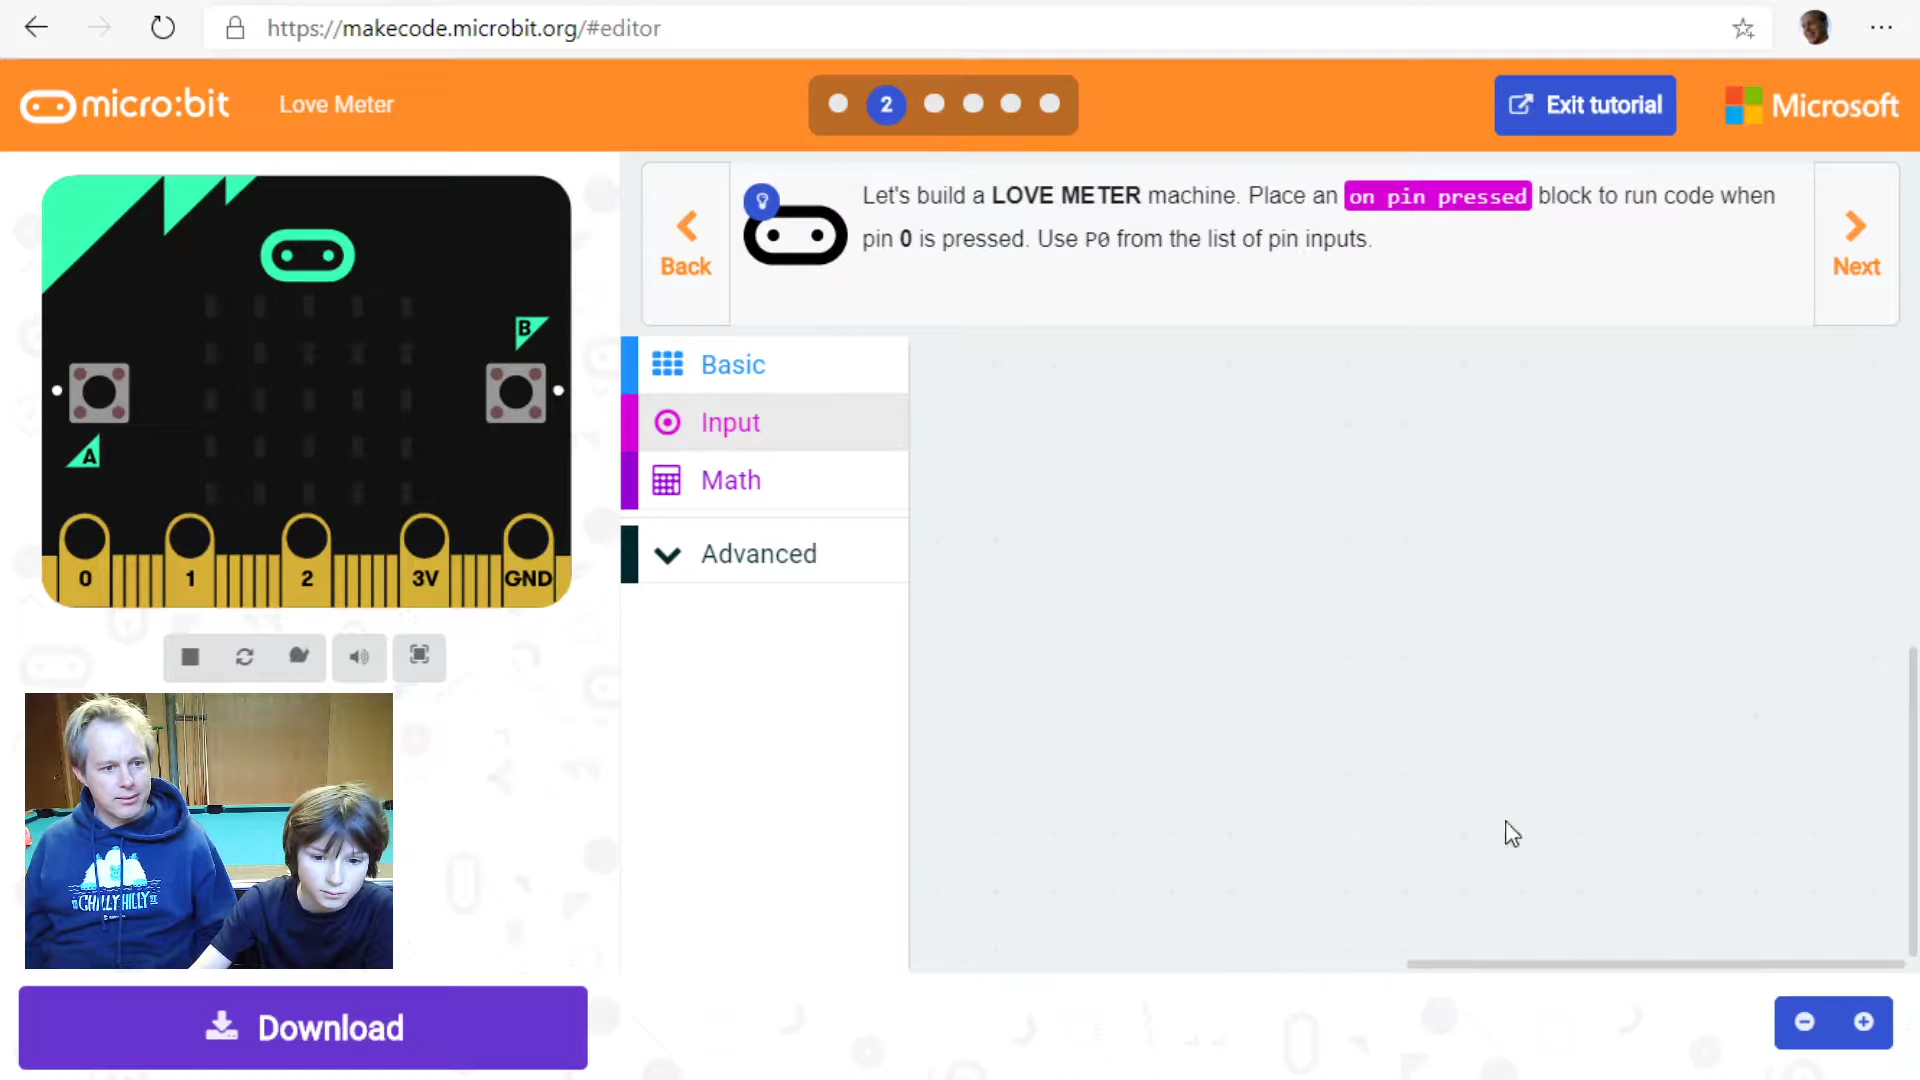 https://makecode.microbit.org/#editor
micro:bit
Love Meter
2
Exit tutorial
Microsoft
Back
Let's build a LOVE METER machine. Place an on pin pressed block to run code when
pin 0 is pressed. Use P0 from the list of pin inputs.
Next
B
A
0 1 2 3V GND
Basic
Input
Math
Advanced
CHILLY HILLY
Download